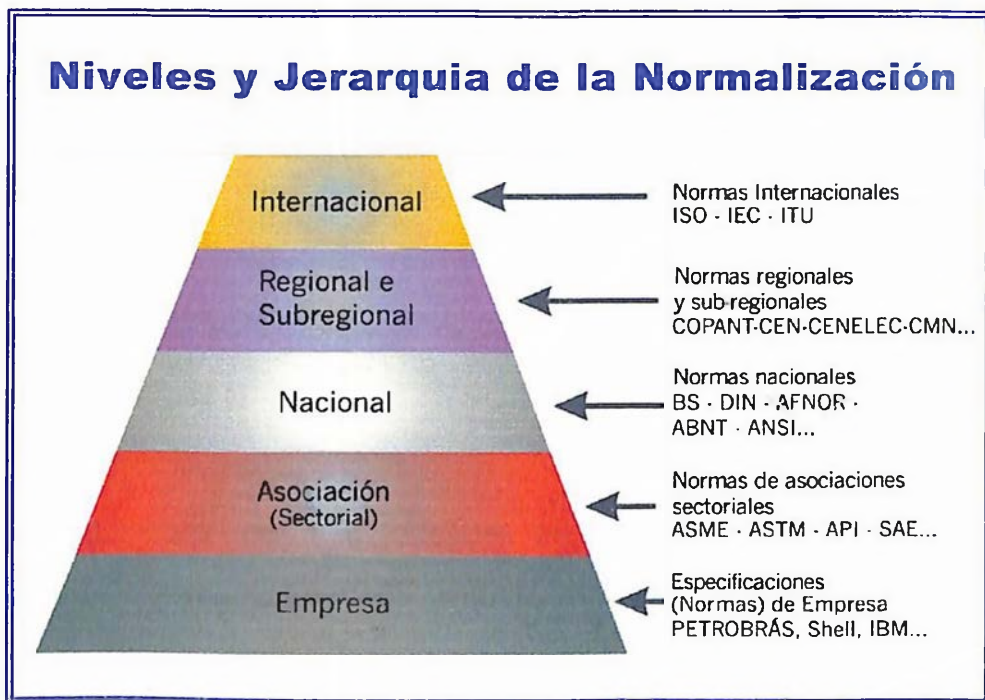 Niveles y Jerarquia de la Normalización
Internacional
Normas Internacionales
ISO · IEC · ITU
Regional e
Subregional
Normas regionales
y sub-regionales
COPANT-CEN-CENELEC-CMN...
Nacional
Normas nacionales
BS · DIN · AFNOR ·
ABNT · ANSI...
Asociación
(Sectorial)
Normas de asociaciones
sectoriales
ASME · ASTM · API · SAE...
Empresa
Especificaciones
(Normas) de Empresa
PETROBRÁS, Shell, IBM...